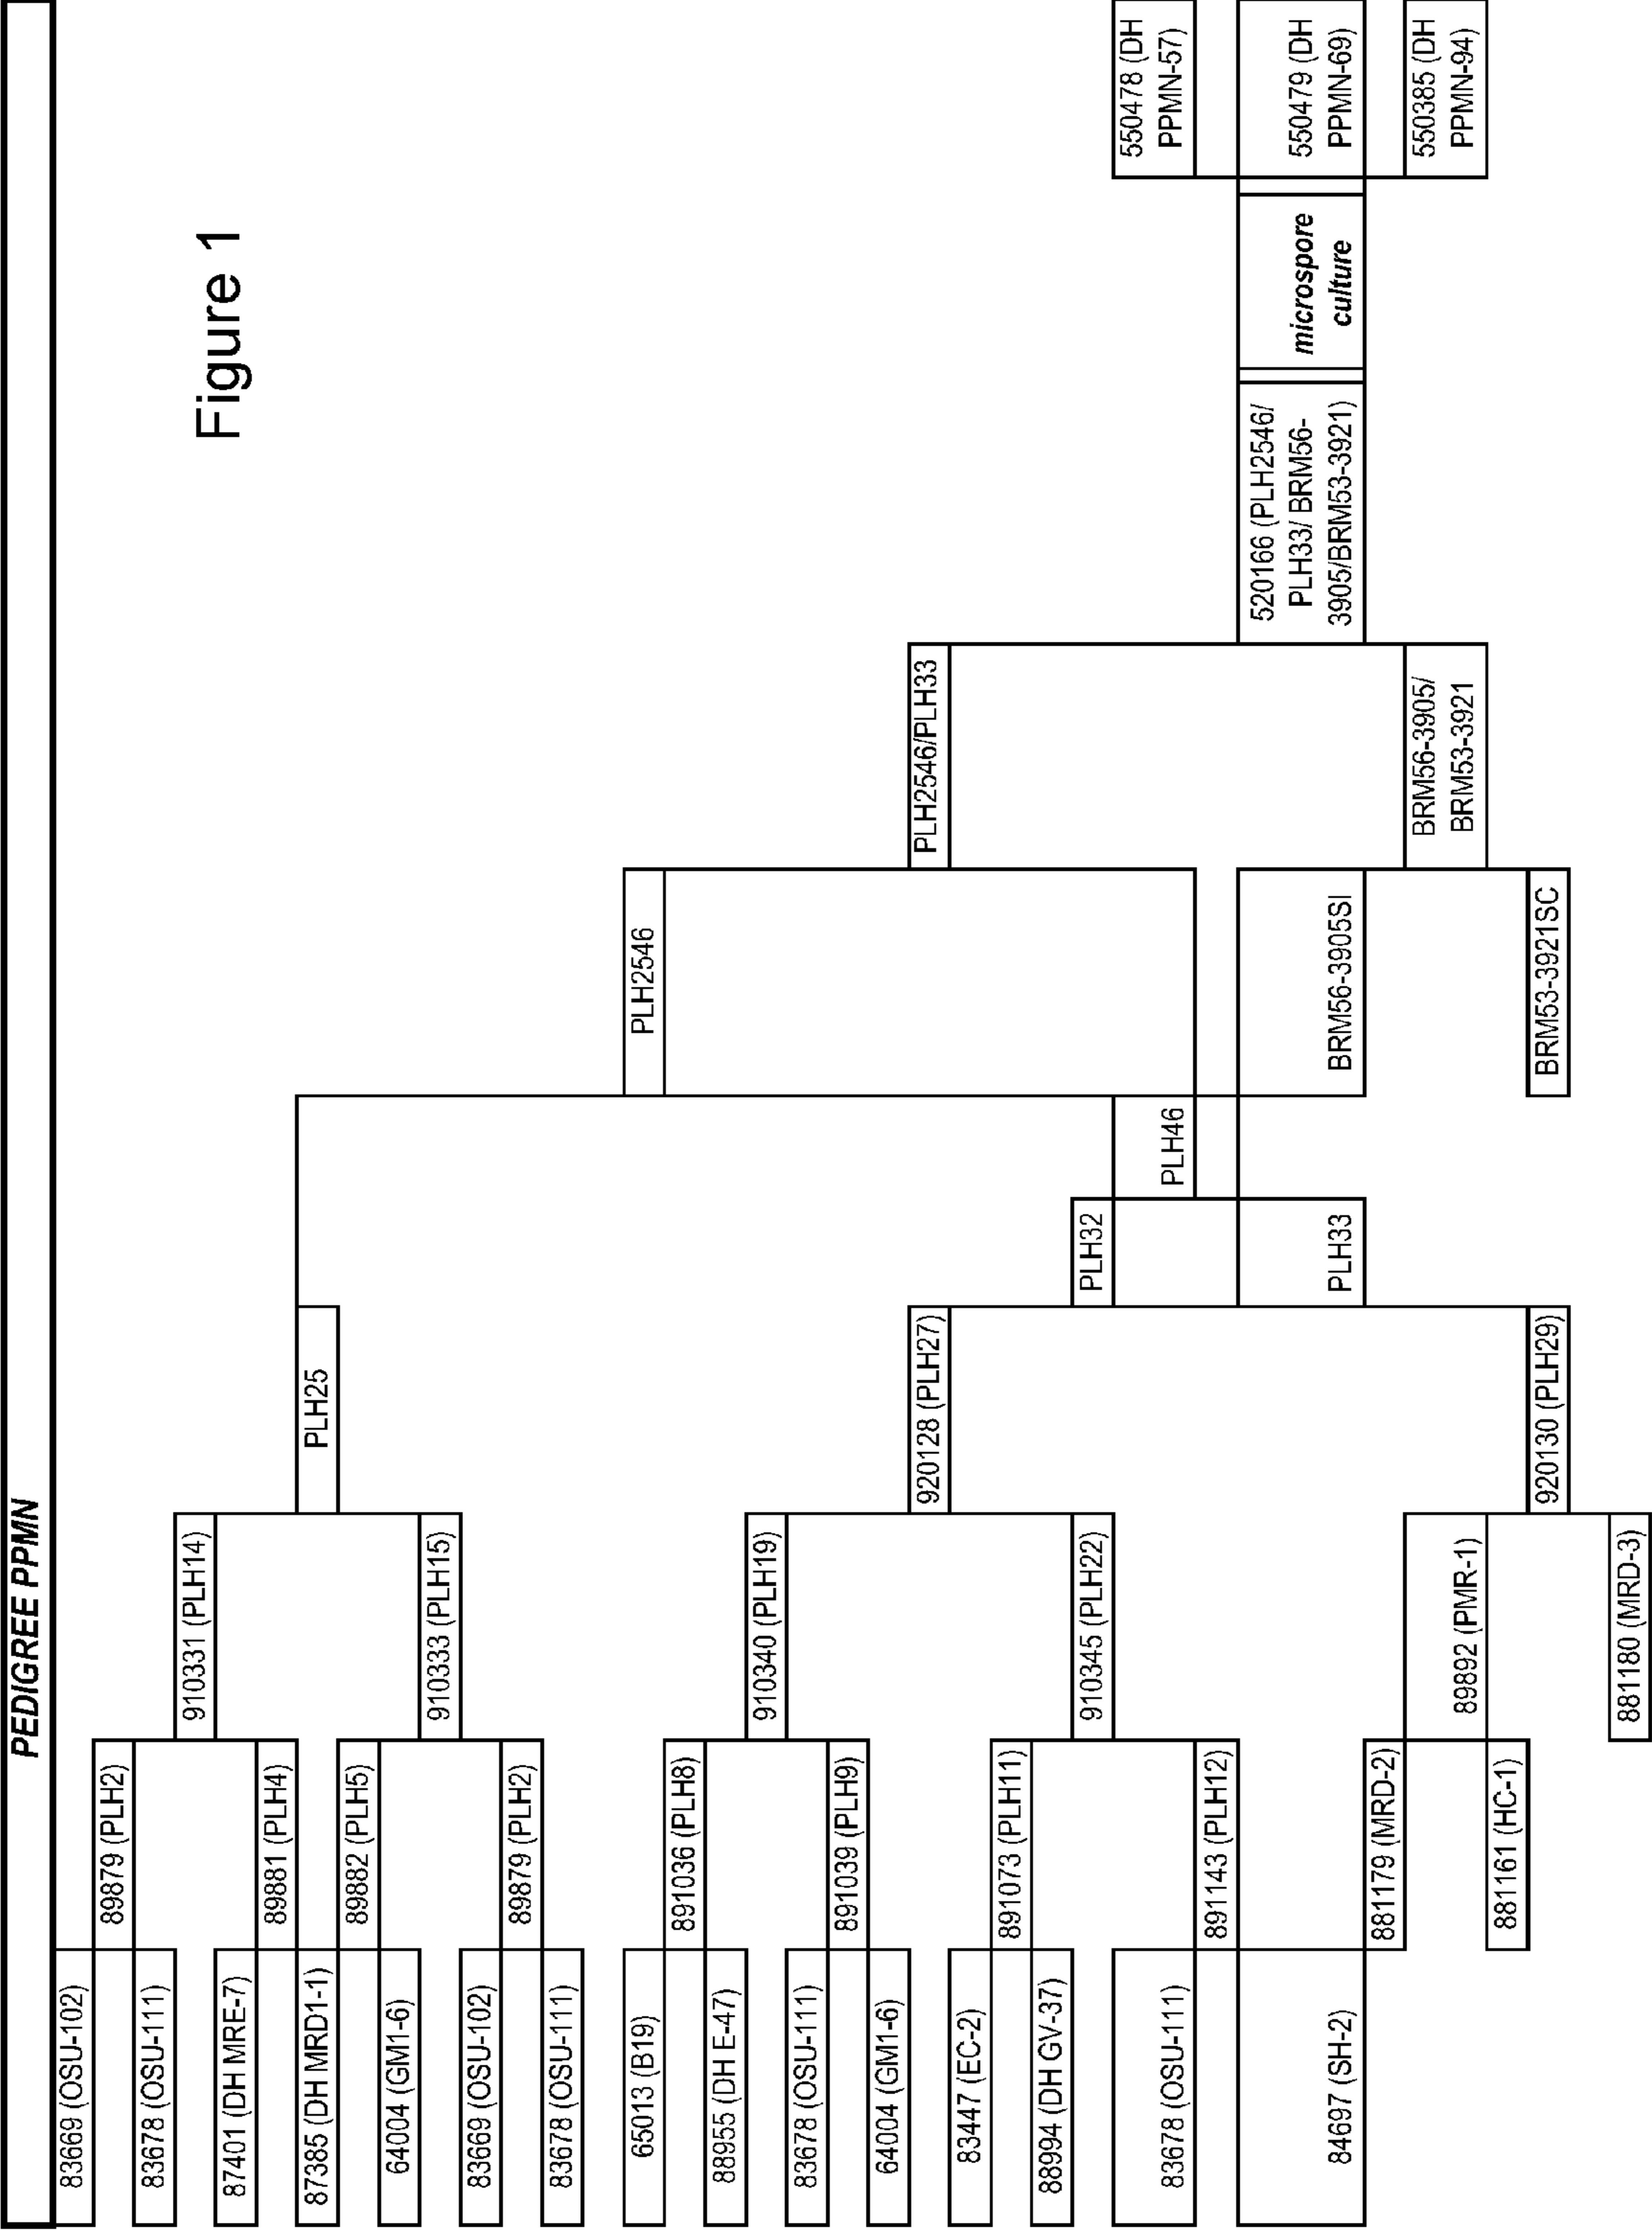 PEDIGREE PPMN
Figure 1
83669 (OSU-102)
83678 (OSU-111)
87401 (DH MRE-7)
87385 (DH MRD1-1)
64004 (GM1-6)
83669 (OSU-102)
83678 (OSU-111)
65013 (B19)
88955 (DH E-47)
83678 (OSU-111)
64004 (GM1-6)
83447 (EC-2)
88994 (DH GV-37)
83678 (OSU-111)
84697 (SH-2)
89879 (PLH2)
89881 (PLH4)
89882 (PLH5)
89879 (PLH2)
891036 (PLH8)
891039 (PLH9)
891073 (PLH11)
891143 (PLH12)
881179 (MRD-2)
881161 (HC-1)
910331 (PLH14)
910333 (PLH15)
910340 (PLH19)
910345 (PLH22)
89892 (PMR-1)
881180 (MRD-3)
PLH25
920128 (PLH27)
920130 (PLH29)
PLH32
PLH33
PLH46
PLH2546
BRM56-3905SI
BRM53-3921SC
PLH2546/PLH33
BRM56-3905/
BRM53-3921
520166 (PLH2546/
PLH33/ BRM56-
3905/BRM53-3921)
microspore
culture
550478 (DH
PPMN-57)
550479 (DH
PPMN-69)
550385 (DH
PPMN-94)